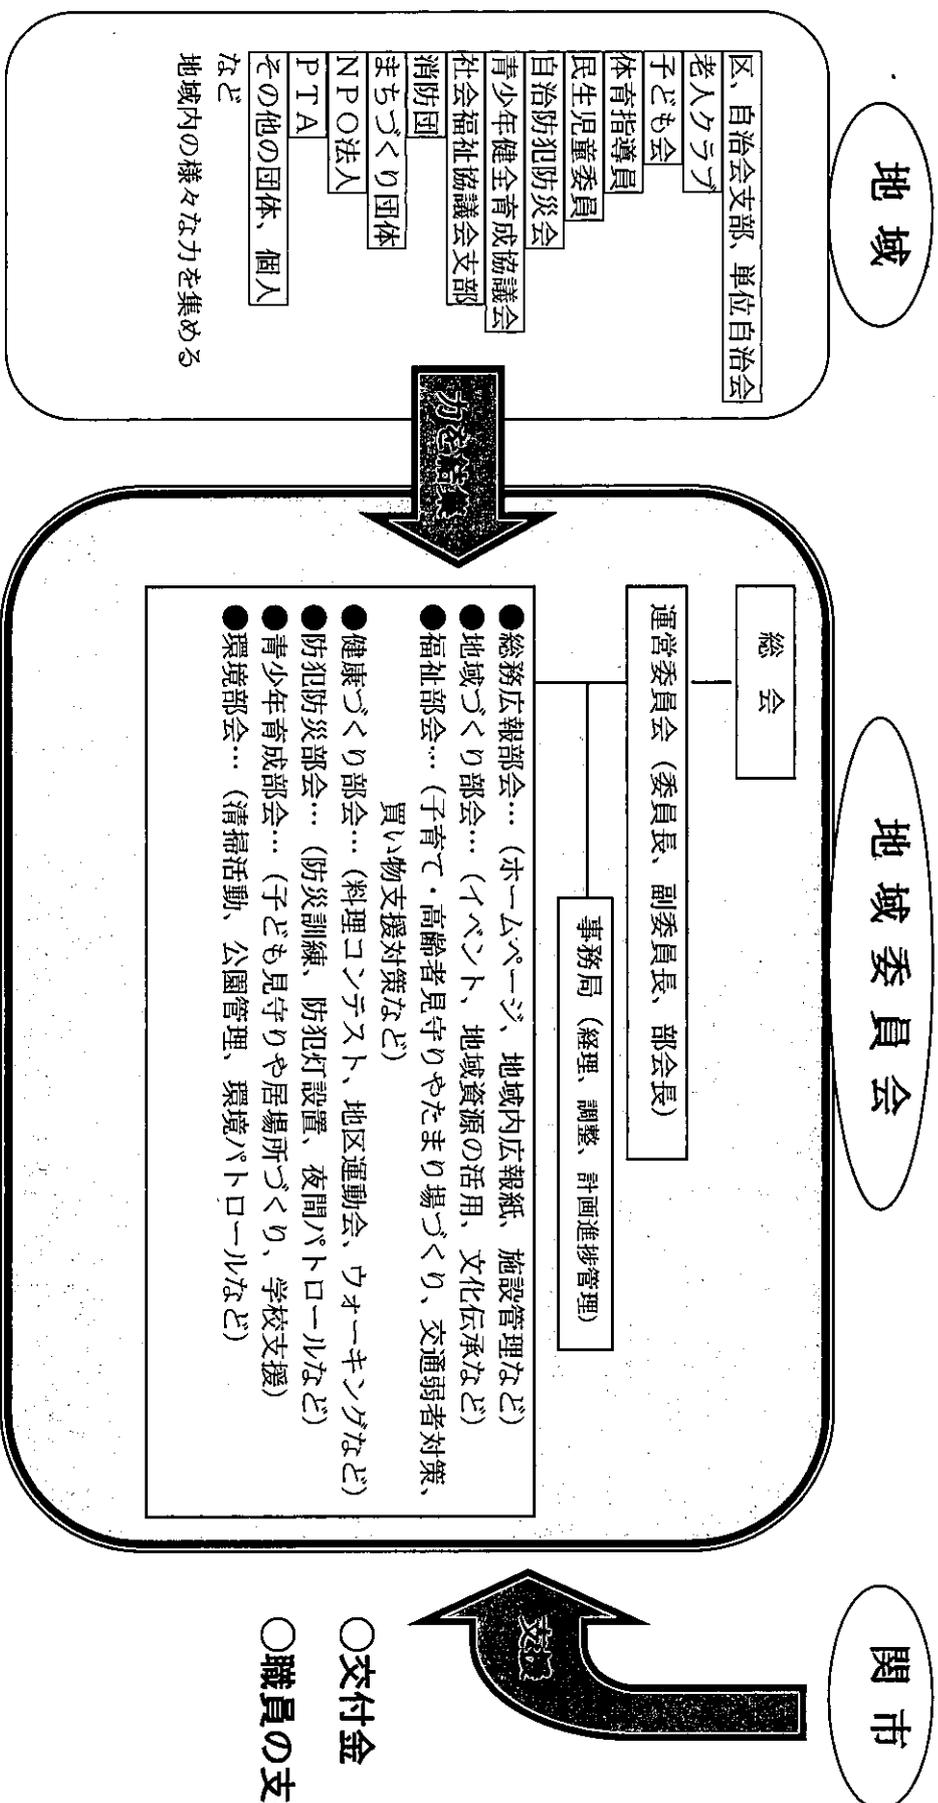 地域
区、自治会支部、単位自治会
老人クラブ
子ども会
体育指導員
民生児童委員
自治防犯防災会
青少年健全育成協議会
社会福祉協議会支部
消防団
まちづくり団体
NPO法人
PTA
その他の団体、個人
など
地域内の様々な力を集める
力を結集
地域委員会
総会
運営委員会（委員長、副委員長、部会長）
事務局（経理、調整、計画進捗管理）
●総務広報部会…（ホームページ、地域内広報紙、施設管理など）
●地域づくり部会…（イベント、地域資源の活用、文化伝承など）
●福祉部会…（子育て・高齢者見守りやたまり場づくり、交通弱者対策、
買い物支援対策など）
●健康づくり部会…（料理コンテスト、地区運動会、ウォーキングなど）
●防犯防災部会…（防災訓練、防犯灯設置、夜間パトロールなど）
●青少年育成部会…（子ども見守りや居場所づくり、学校支援）
●環境部会…（清掃活動、公園管理、環境パトロールなど）
関市
支援
○交付金
○職員の支